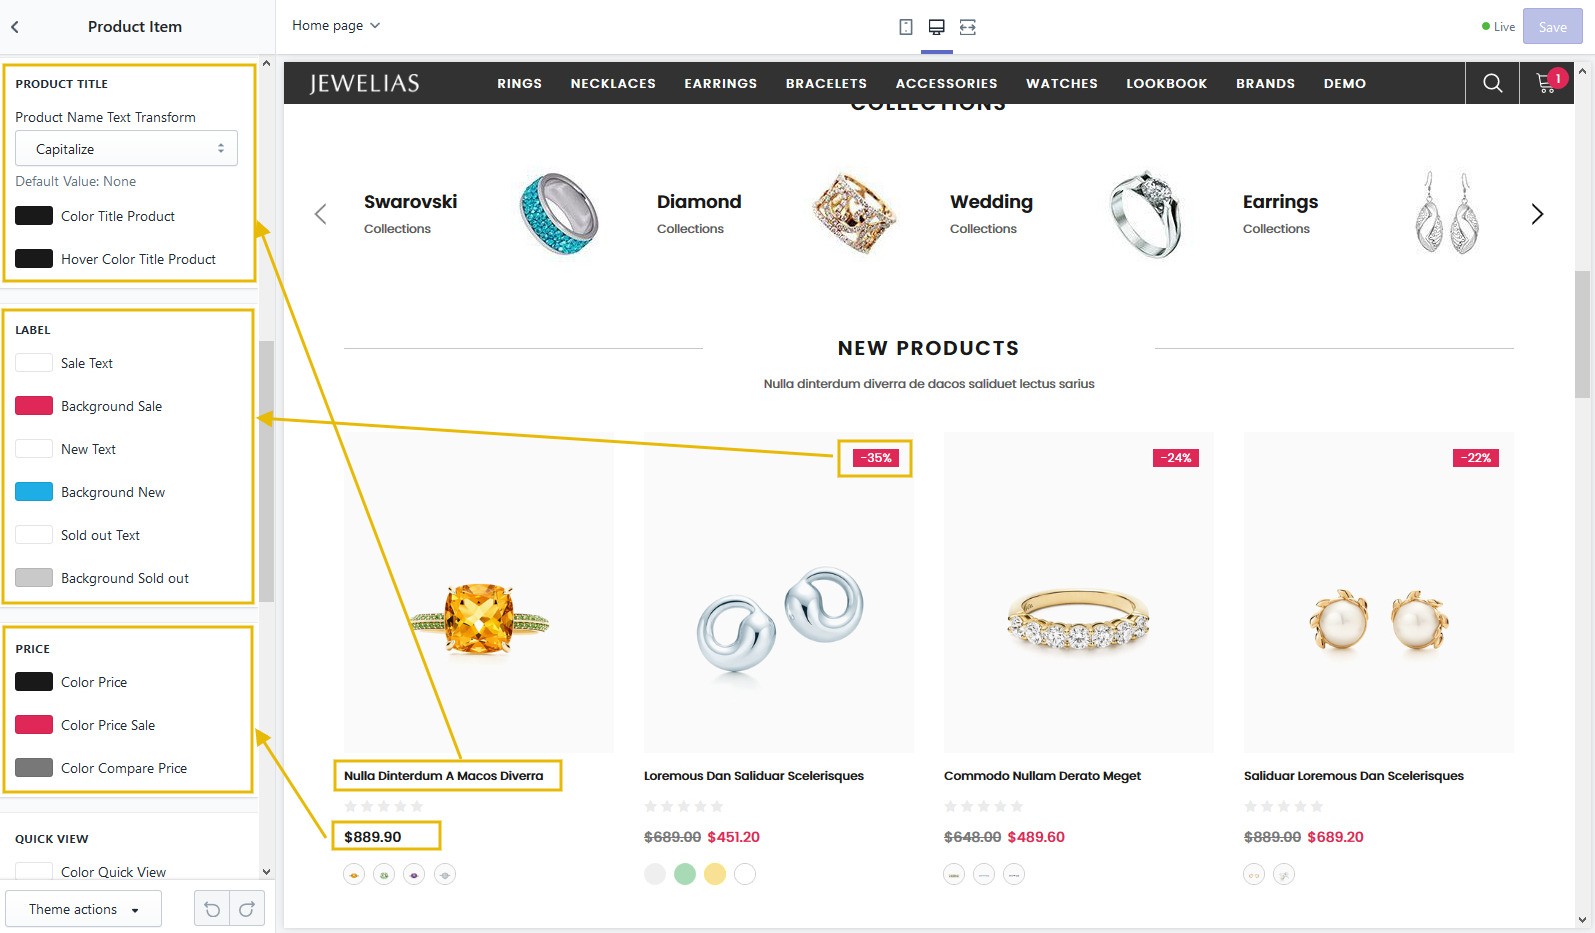 Product Item
Home page
Live
Save
PRODUCT TITLE
Product Name Text Transform
Capitalize
Default Value: None
Color Title Product
Hover Color Title Product
LABEL
Sale Text
Background Sale
New Text
Background New
Sold out Text
Background Sold out
PRICE
Color Price
Color Price Sale
Color Compare Price
QUICK VIEW
Color Quick View
Theme actions
JEWELIAS
RINGS NECKLACES EARRINGS BRACELETS ACCESSORIES WATCHES LOOKBOOK BRANDS DEMO
1
COLLECTIONS
Swarovski
Collections
Diamond
Collections
Wedding
Collections
Earrings
Collections
NEW PRODUCTS
Nulla dinterdum diverra de dacos saliduet lectus sarius
-35%
-24%
-22%
Nulla Dinterdum A Macos Diverra
$889.90
Loremous Dan Saliduar Scelerisques
$689.00 $451.20
Commodo Nullam Derato Meget
$648.00 $489.60
Saliduar Loremous Dan Scelerisques
$889.00 $689.20